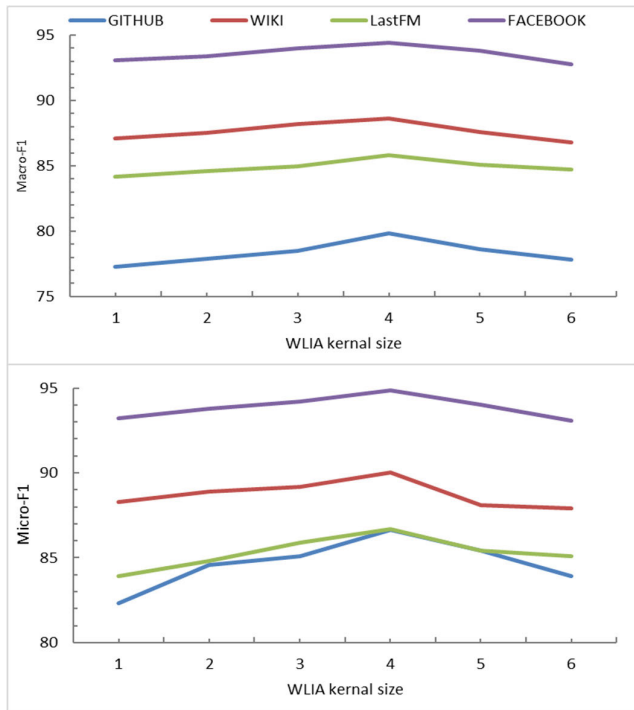 GITHUB WIKI LastFM FACEBOOK
95
90
85
80
75
Macro-F1
1 2 3 4 5 6
WLIA kernal size
95
90
85
80
Micro-F1
1 2 3 4 5 6
WLIA kernal size